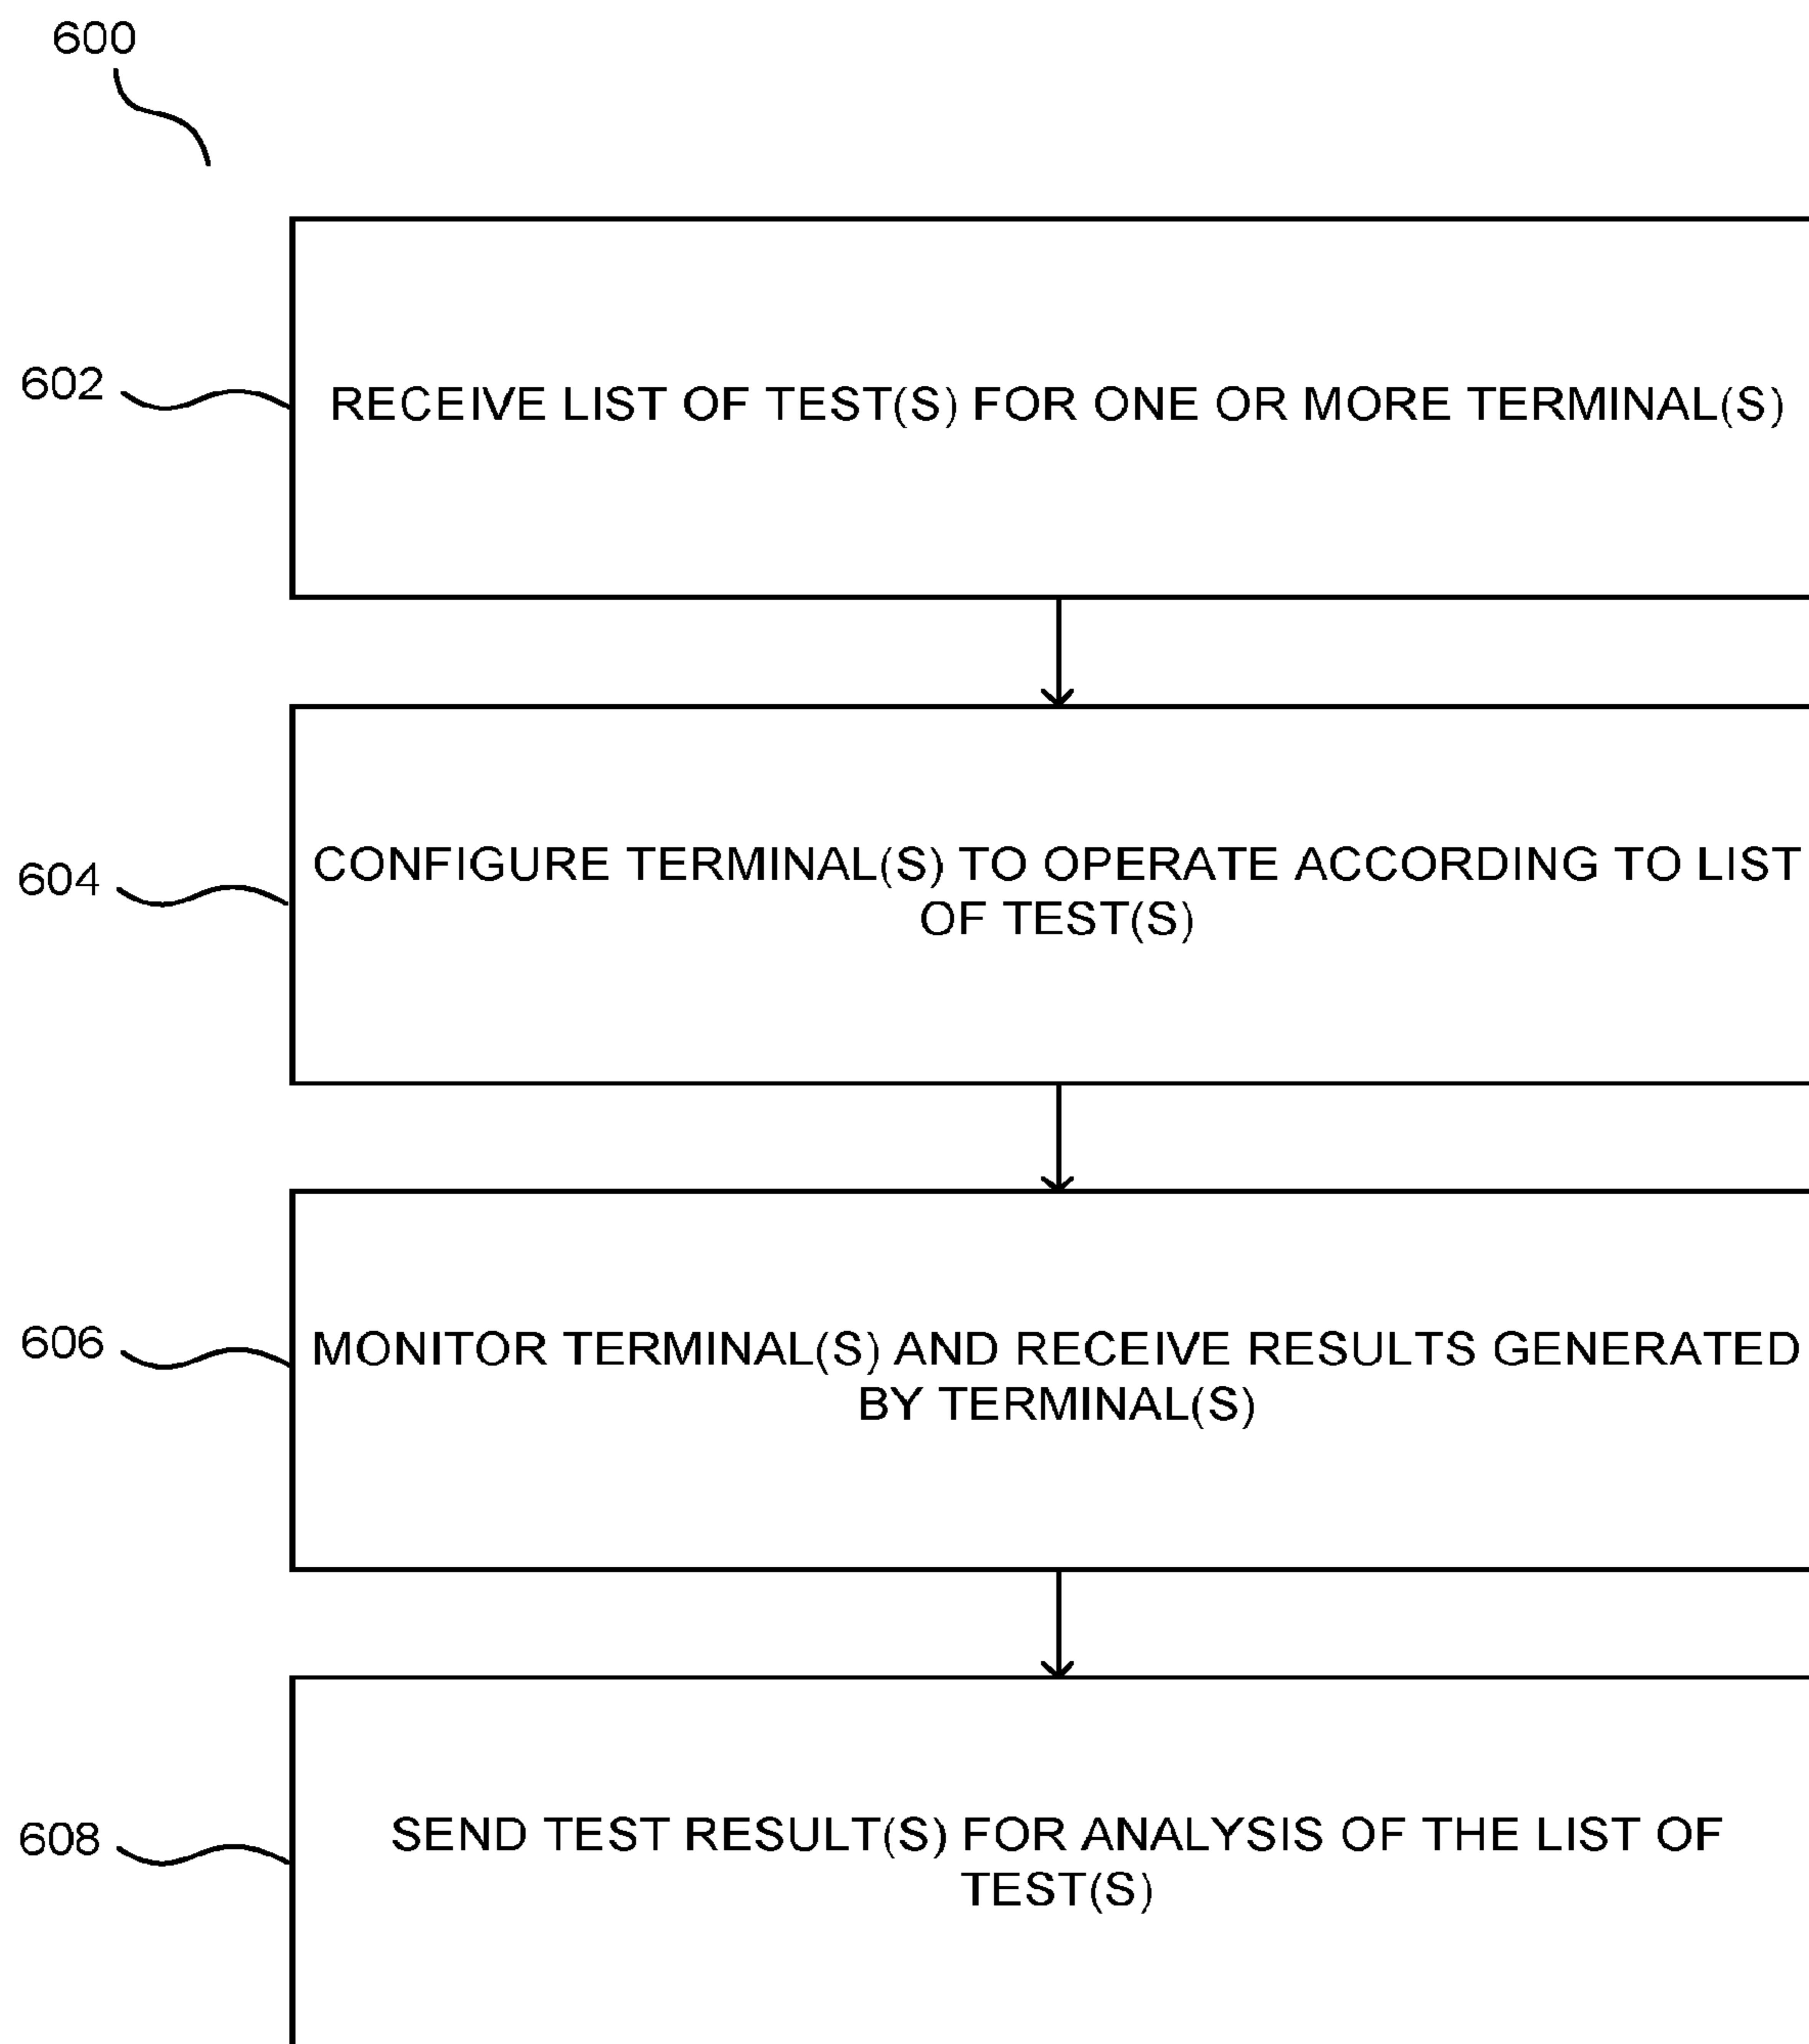 600
602
RECEIVE LIST OF TEST(S) FOR ONE OR MORE TERMINAL(S)
604
CONFIGURE TERMINAL(S) TO OPERATE ACCORDING TO LIST
OF TEST(S)
606
MONITOR TERMINAL(S) AND RECEIVE RESULTS GENERATED
BY TERMINAL(S)
608
SEND TEST RESULT(S) FOR ANALYSIS OF THE LIST OF
TEST(S)